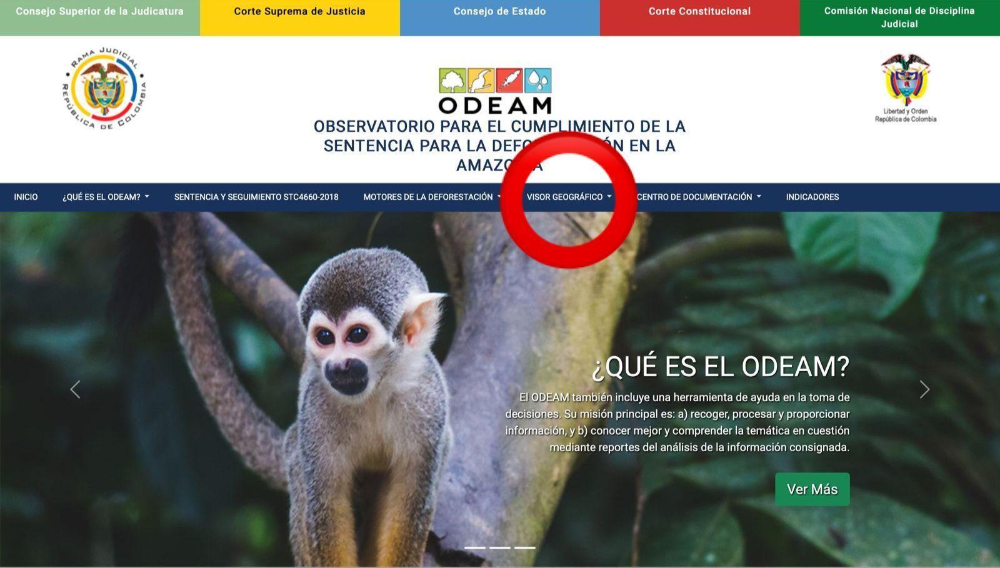 Consejo Superior de la Judicatura
Corte Suprema de Justicia
Consejo de Estado
Corte Constitucional
Comisión Nacional de Disciplina
Judicial
RAMA JUDICIAL
REPÚBLICA DE COLOMBIA
ODEAM
Libertad y Orden
República de Colombia
OBSERVATORIO PARA EL CUMPLIMIENTO DE LA
SENTENCIA PARA LA EN LA
INICIO
¿QUÉ ES EL ODEAM?
SENTENCIA Y SEGUIMIENTO STC4660-2018
MOTORES DE LA DEFORESTACIÓN
VISOR GEOGRÁFICO
CENTRO DE DOCUMENTACIÓN
INDICADORES
¿QUÉ ES EL ODEAM?
El ODEAM también incluye una herramienta de ayuda en la toma de
decisiones. Su misión principal es: a) recoger, procesar y proporcionar
información, y b) conocer mejor y comprender la temática en cuestión
mediante reportes del análisis de la información consignada.
Ver Más